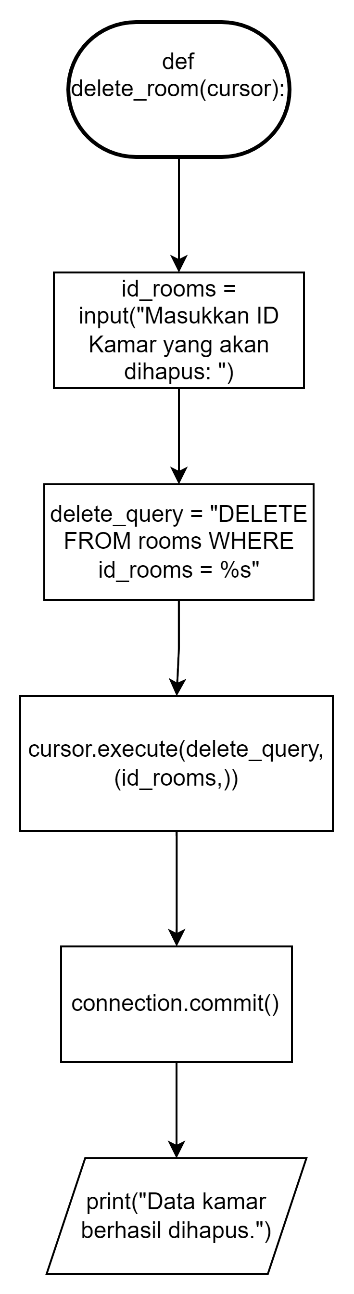 def
delete_room(cursor):
id_rooms =
input("Masukkan ID
Kamar yang akan
dihapus: ")
delete_query = "DELETE
FROM rooms WHERE
id_rooms = %s"
cursor.execute(delete_query,
(id_rooms,))
connection.commit()
print("Data kamar
berhasil dihapus.")